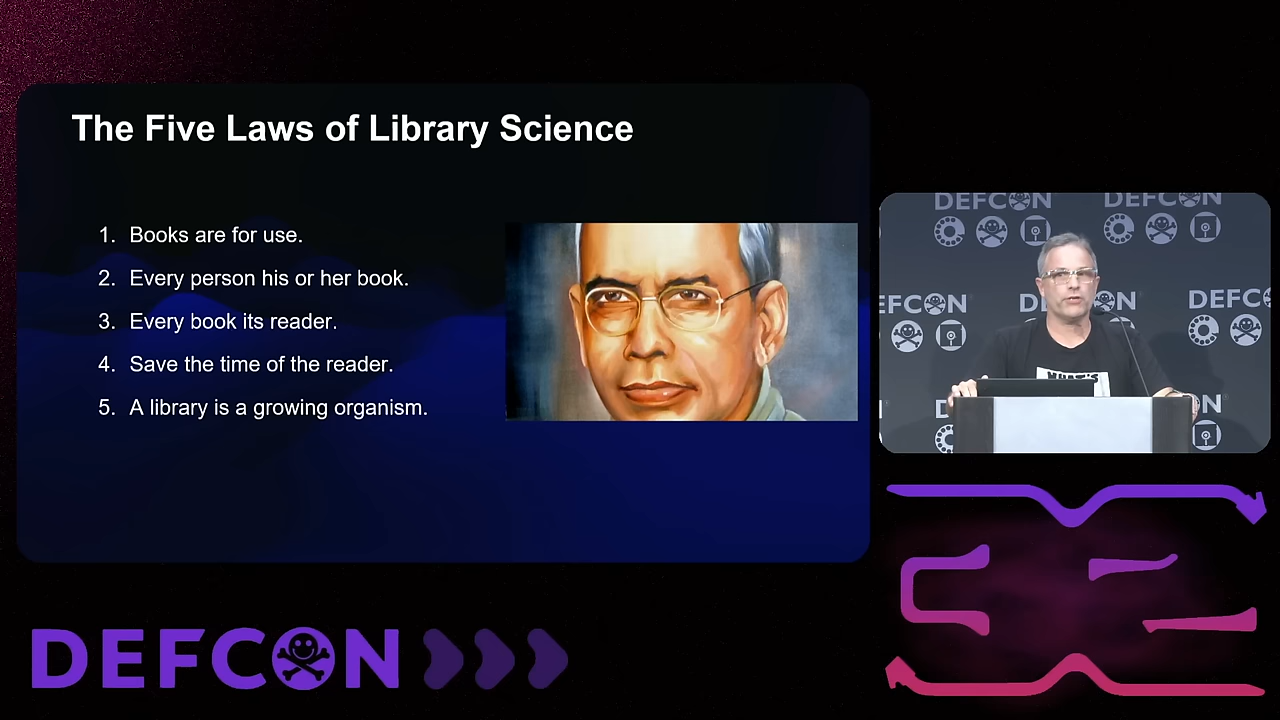 The Five Laws of Library Science
1. Books are for use.
2. Every person his or her book.
3. Every book its reader.
4. Save the time of the reader.
5. A library is a growing organism.
DEFCON DEFCON
DEFCON DEFCON DEFCON
DEFCON